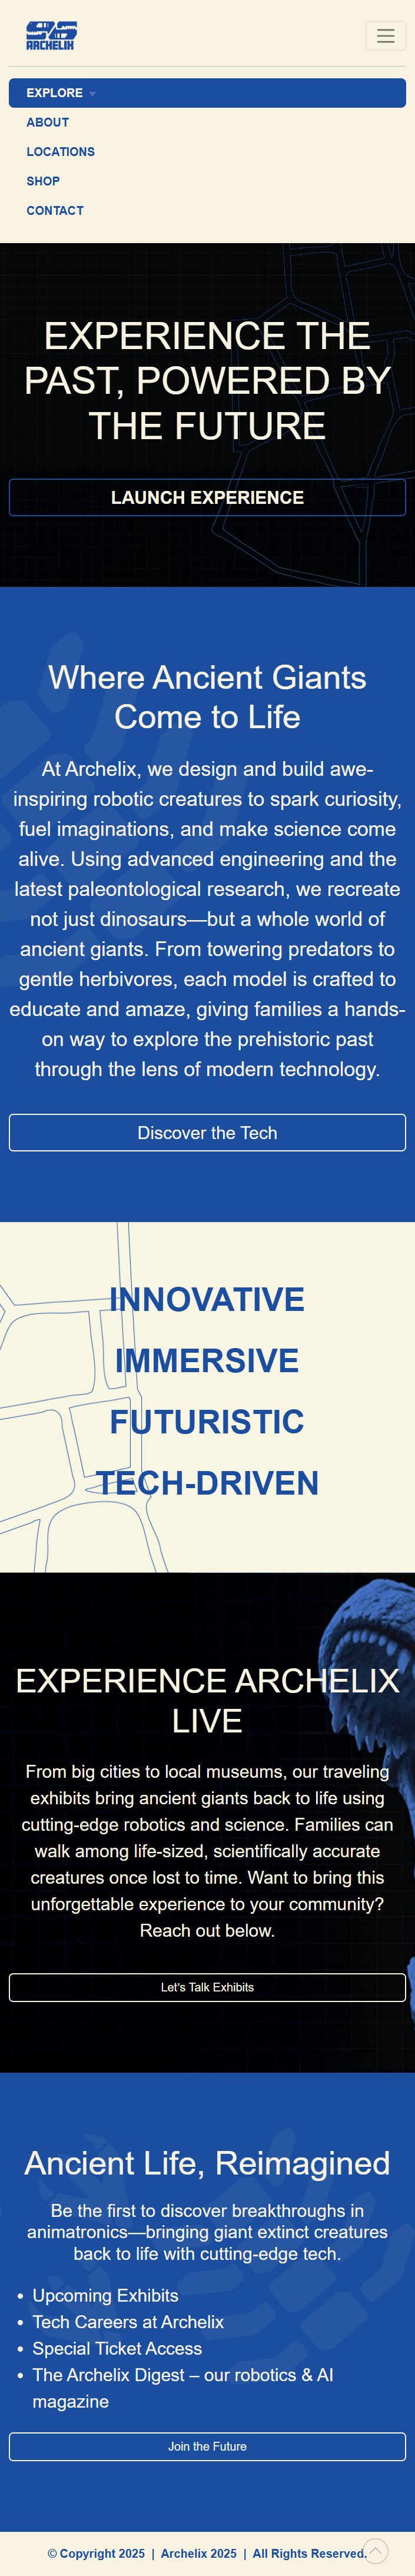 ARCHELIX
EXPLORE
ABOUT
LOCATIONS
SHOP
CONTACT
EXPERIENCE THE
PAST, POWERED BY
THE FUTURE
LAUNCH EXPERIENCE
Where Ancient Giants
Come to Life
At Archelix, we design and build awe-
inspiring robotic creatures to spark curiosity,
fuel imaginations, and make science come
alive. Using advanced engineering and the
latest paleontological research, we recreate
not just dinosaurs—but a whole world of
ancient giants. From towering predators to
gentle herbivores, each model is crafted to
educate and amaze, giving families a hands-
on way to explore the prehistoric past
through the lens of modern technology.
Discover the Tech
INNOVATIVE
IMMERSIVE
FUTURISTIC
TECH-DRIVEN
EXPERIENCE ARCHELIX
LIVE
From big cities to local museums, our traveling
exhibits bring ancient giants back to life using
cutting-edge robotics and science. Families can
walk among life-sized, scientifically accurate
creatures once lost to time. Want to bring this
unforgettable experience to your community?
Reach out below.
Let's Talk Exhibits
Ancient Life, Reimagined
Be the first to discover breakthroughs in
animatronics—bringing giant extinct creatures
back to life with cutting-edge tech.
• Upcoming Exhibits
• Tech Careers at Archelix
• Special Ticket Access
• The Archelix Digest – our robotics & AI
magazine
Join the Future
© Copyright 2025 | Archelix 2025 | All Rights Reserved.